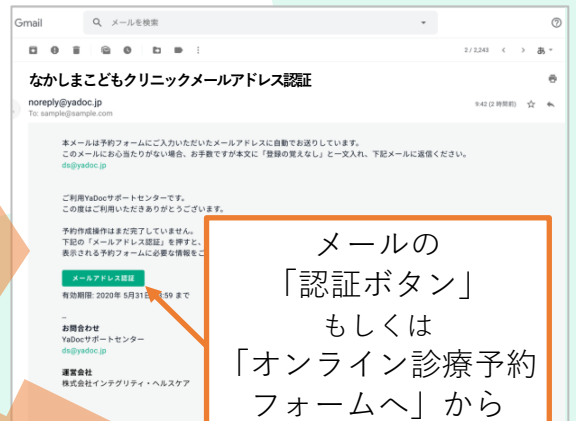 Gmail
メールを検索
2 / 2,243
なかしまこどもクリニックメールアドレス認証
noreply@yadoc.jp
9:42 (2 時間前)
To: sample@sample.com
本メールは予約フォームにご入力いただいたメールアドレスに自動でお送りしています。
このメールにお心当たりがない場合、お手数ですが本文に「登録の覚えなし」と一文入れ、下記メールに返信ください。
ds@yadoc.jp
ご利用YaDocサポートセンターです。
この度はご利用いただきありがとうございます。
予約作成操作はまだ完了していません。
下記の「メールアドレス認証」を押すと、
表示される予約フォームに必要な情報をご
メールアドレス認証
有効期限: 2020年 5月31日 :59 まで
--
お問合わせ
YaDocサポートセンター
ds@yadoc.jp
運営会社
株式会社インテグリティ・ヘルスケア
メールの
「認証ボタン」
もしくは
「オンライン診療予約
フォームへ」から